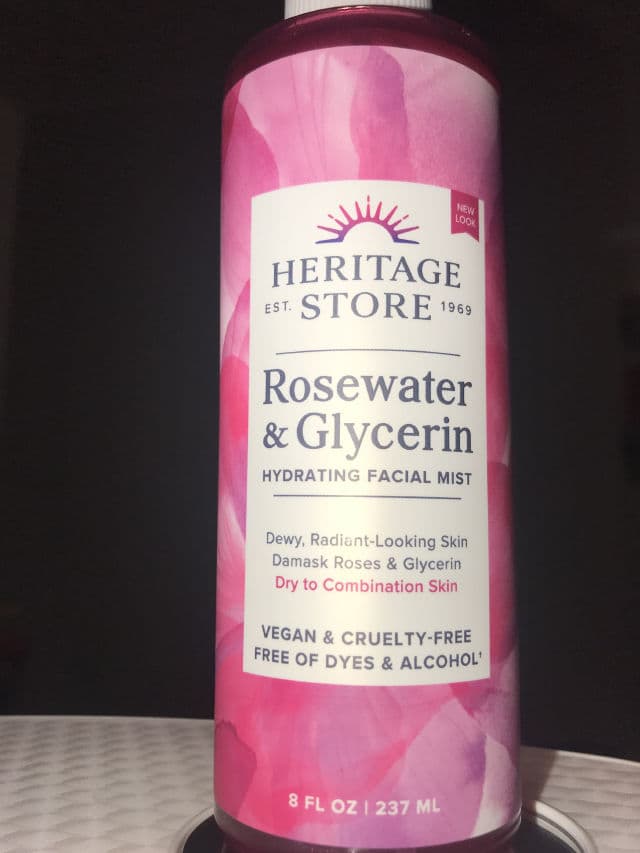 NEW
LOOK
HERITAGE
EST. STORE 1969
Rosewater
& Glycerin
HYDRATING FACIAL MIST
Dewy, Radiant-Looking Skin
Damask Roses & Glycerin
Dry to Combination Skin
VEGAN & CRUELTY-FREE
FREE OF DYES & ALCOHOL†
8 FL OZ | 237 ML